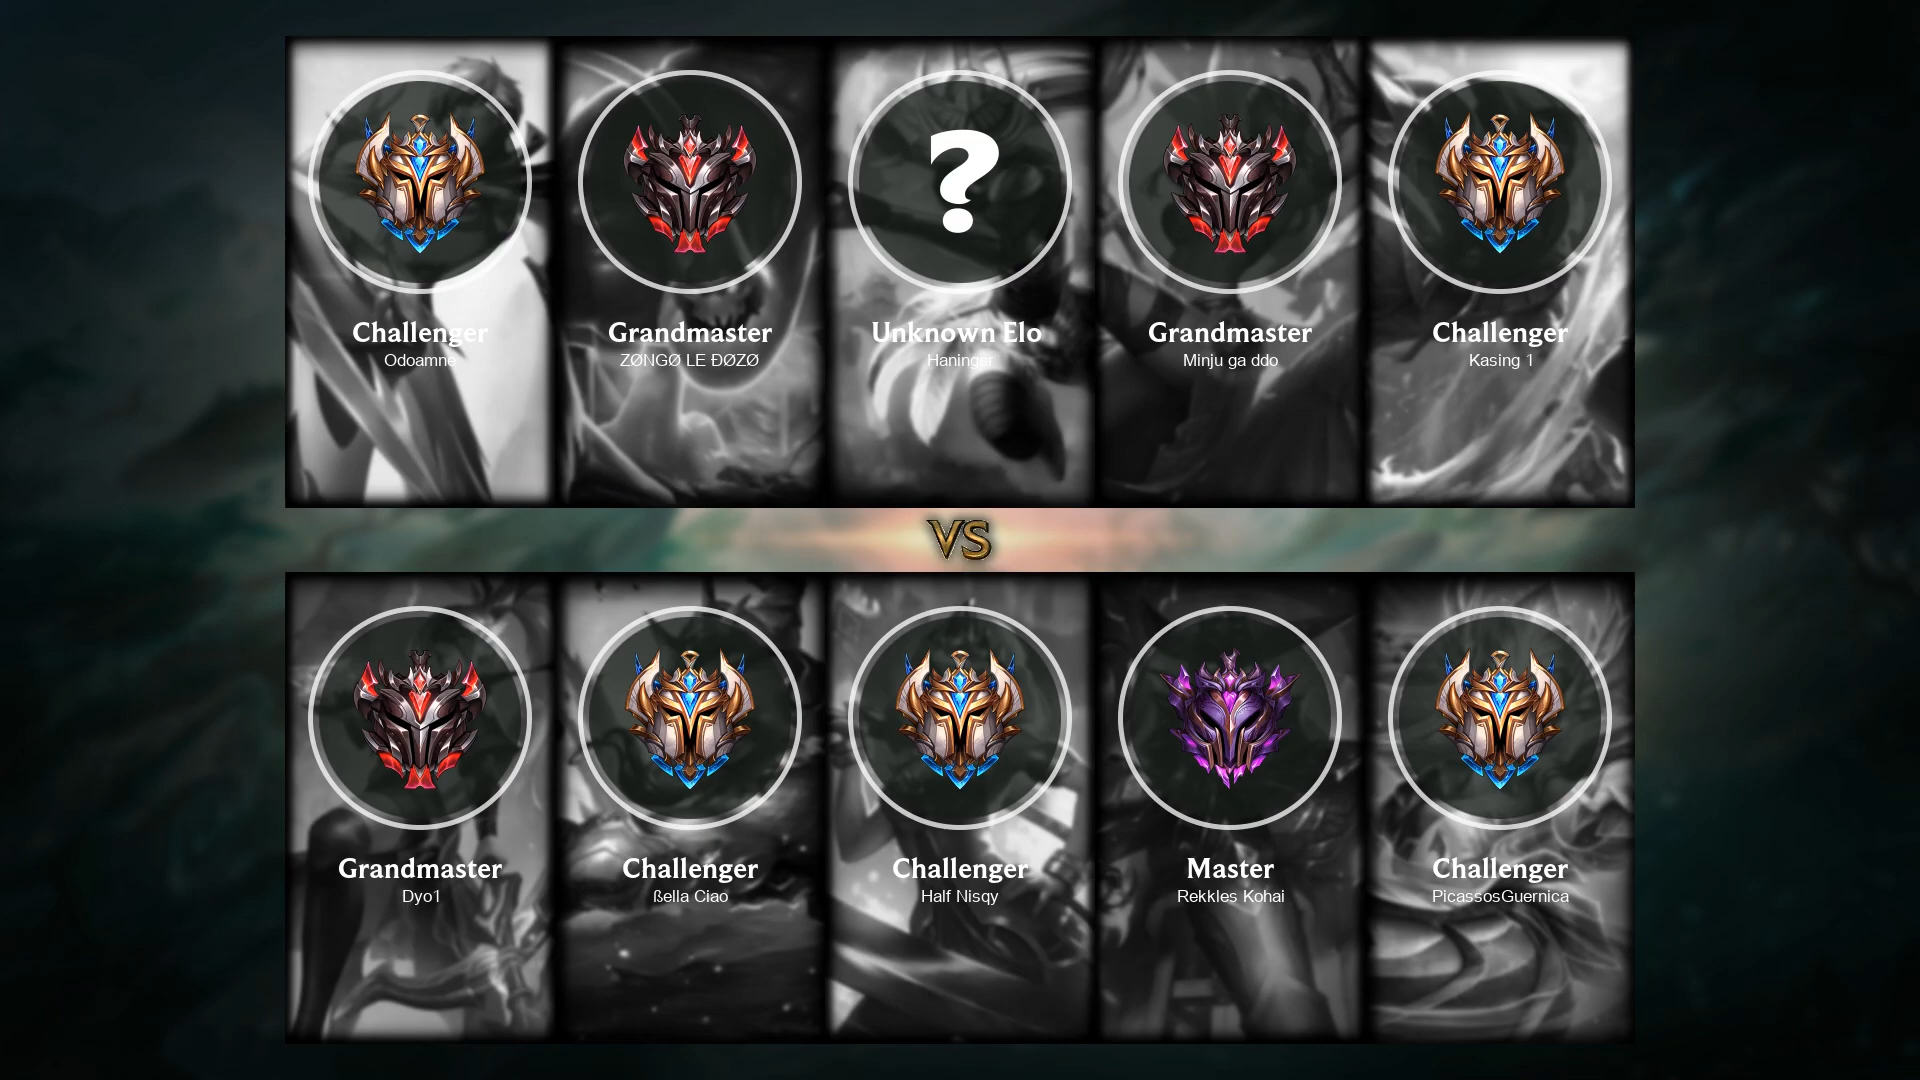 Challenger
Odoamne
Grandmaster
ZØNGØ LE ÐØZØ
Unknown Elo
Haninger
Grandmaster
Minju ga ddo
Challenger
Kasing 1
VS
Grandmaster
Dyo1
Challenger
ßella Ciao
Challenger
Half Nisqy
Master
Rekkles Kohai
Challenger
PicassosGuernica